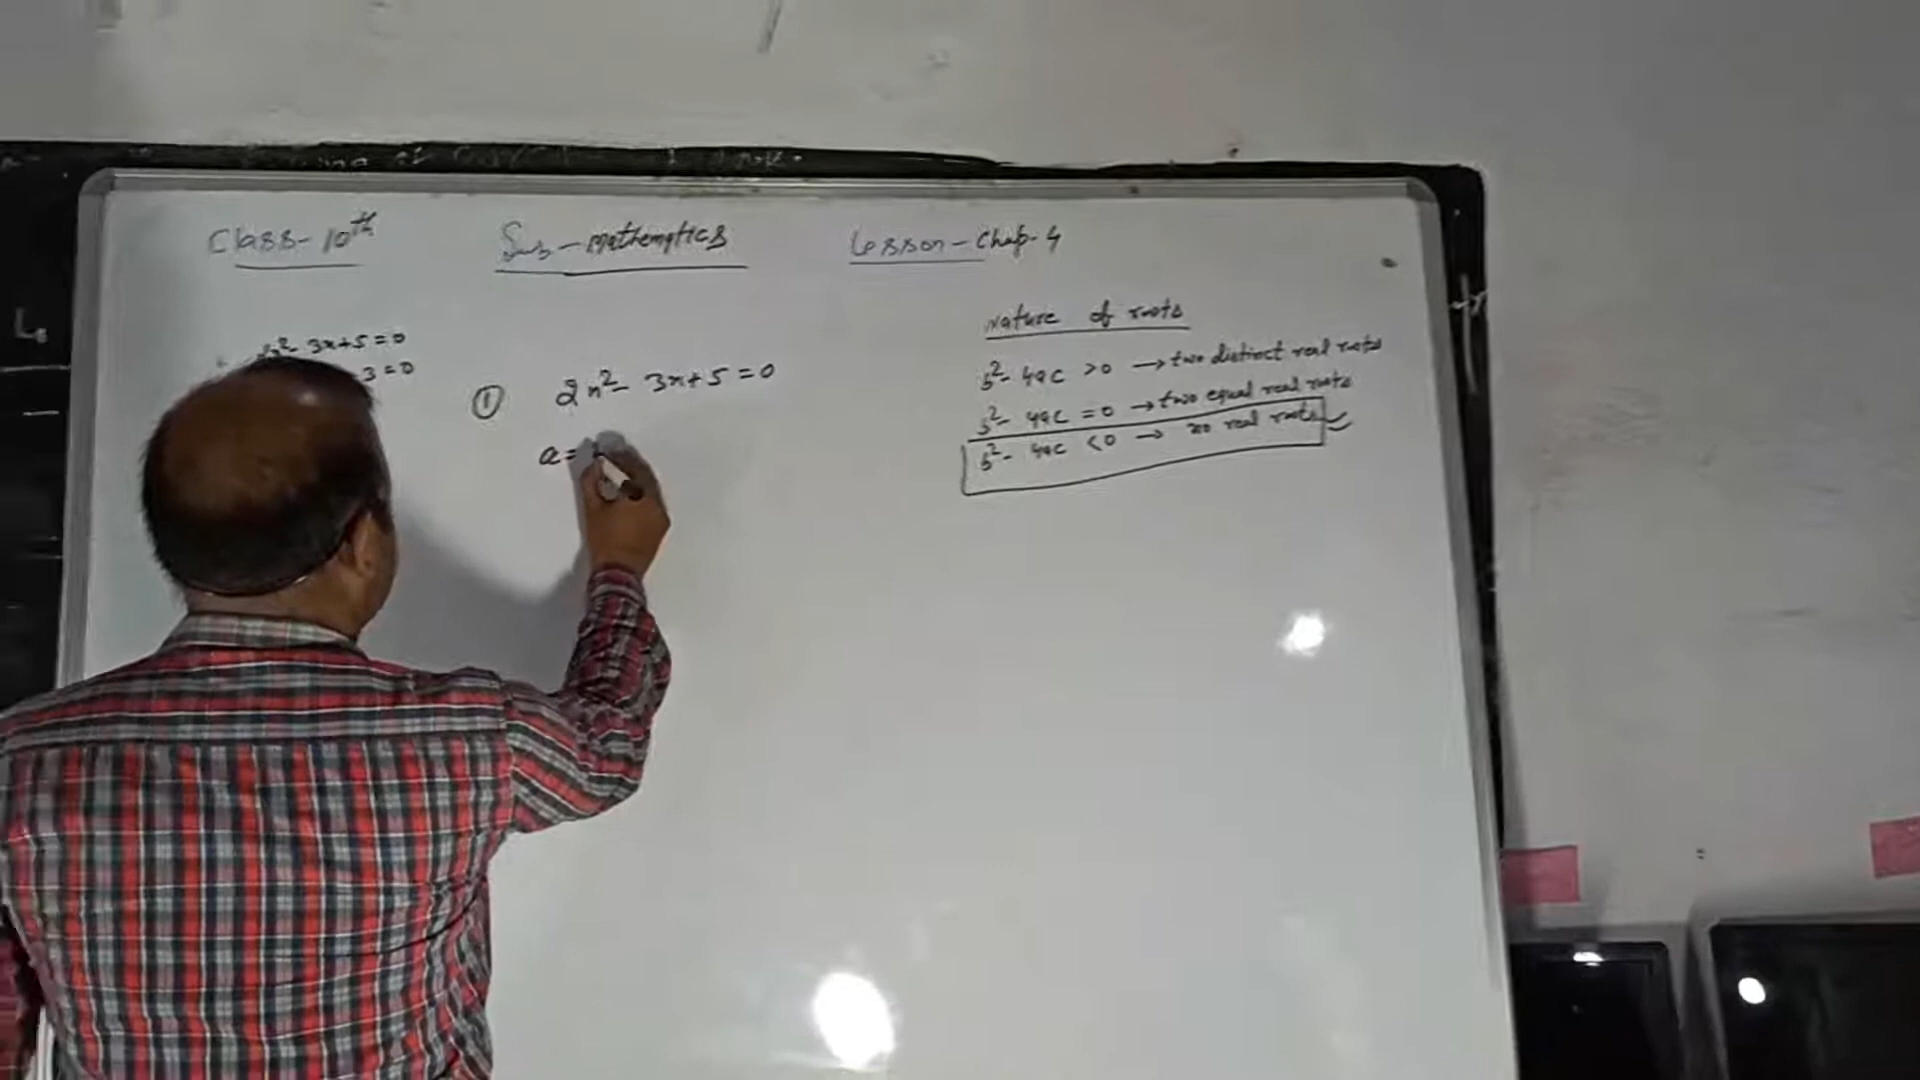 Class- 10th Sub- Mathematics Lesson- Chap- 4
3x+5=0
3=0
① 2x²- 3x+5=0
a=
Nature of roots
b²- 4ac >0 → two distinct real roots
b²- 4ac =0 → two equal real roots
b²- 4ac <0 → no real roots